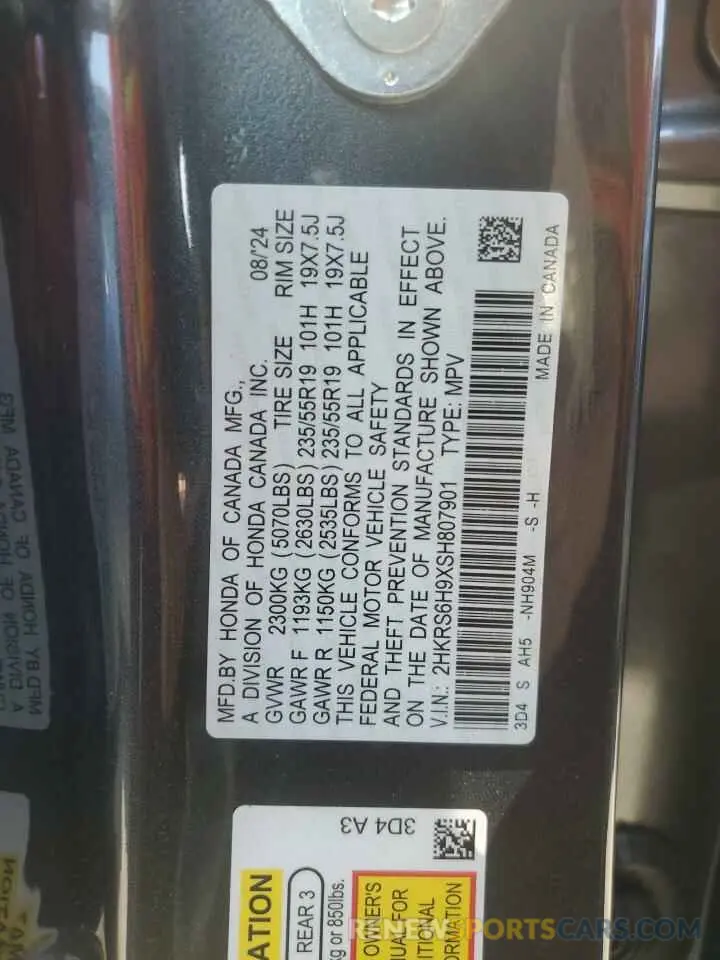 MFD.BY HONDA OF CANADA MFG.,
A DIVISION OF HONDA CANADA INC. 08/'24
GVWR 2300KG (5070LBS) TIRE SIZE RIM SIZE
GAWR F 1193KG (2630LBS) 235/55R19 101H 19X7.5J
GAWR R 1150KG (2535LBS) 235/55R19 101H 19X7.5J
THIS VEHICLE CONFORMS TO ALL APPLICABLE
FEDERAL MOTOR VEHICLE SAFETY
AND THEFT PREVENTION STANDARDS IN EFFECT
ON THE DATE OF MANUFACTURE SHOWN ABOVE.
V.I.N.: 2HKRS6H9XSH807901 TYPE: MPV
3D4 S AH5 -NH904M -S -H
MADE IN CANADA
3D4 A3
ATION
REAR 3
kg or 850lbs.
OWNER'S
UAL FOR
ITIONAL
ORMATION
RENEWSPORTSCARS.COM